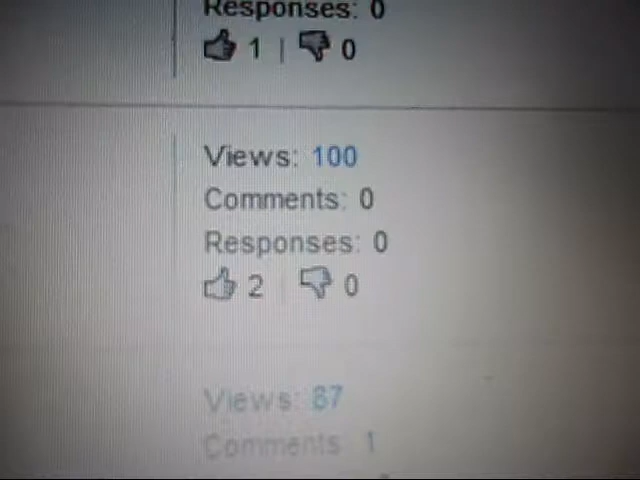 Responses: 0
1 | 0
Views: 100
Comments: 0
Responses: 0
2 | 0
Views: 87
Comments 1